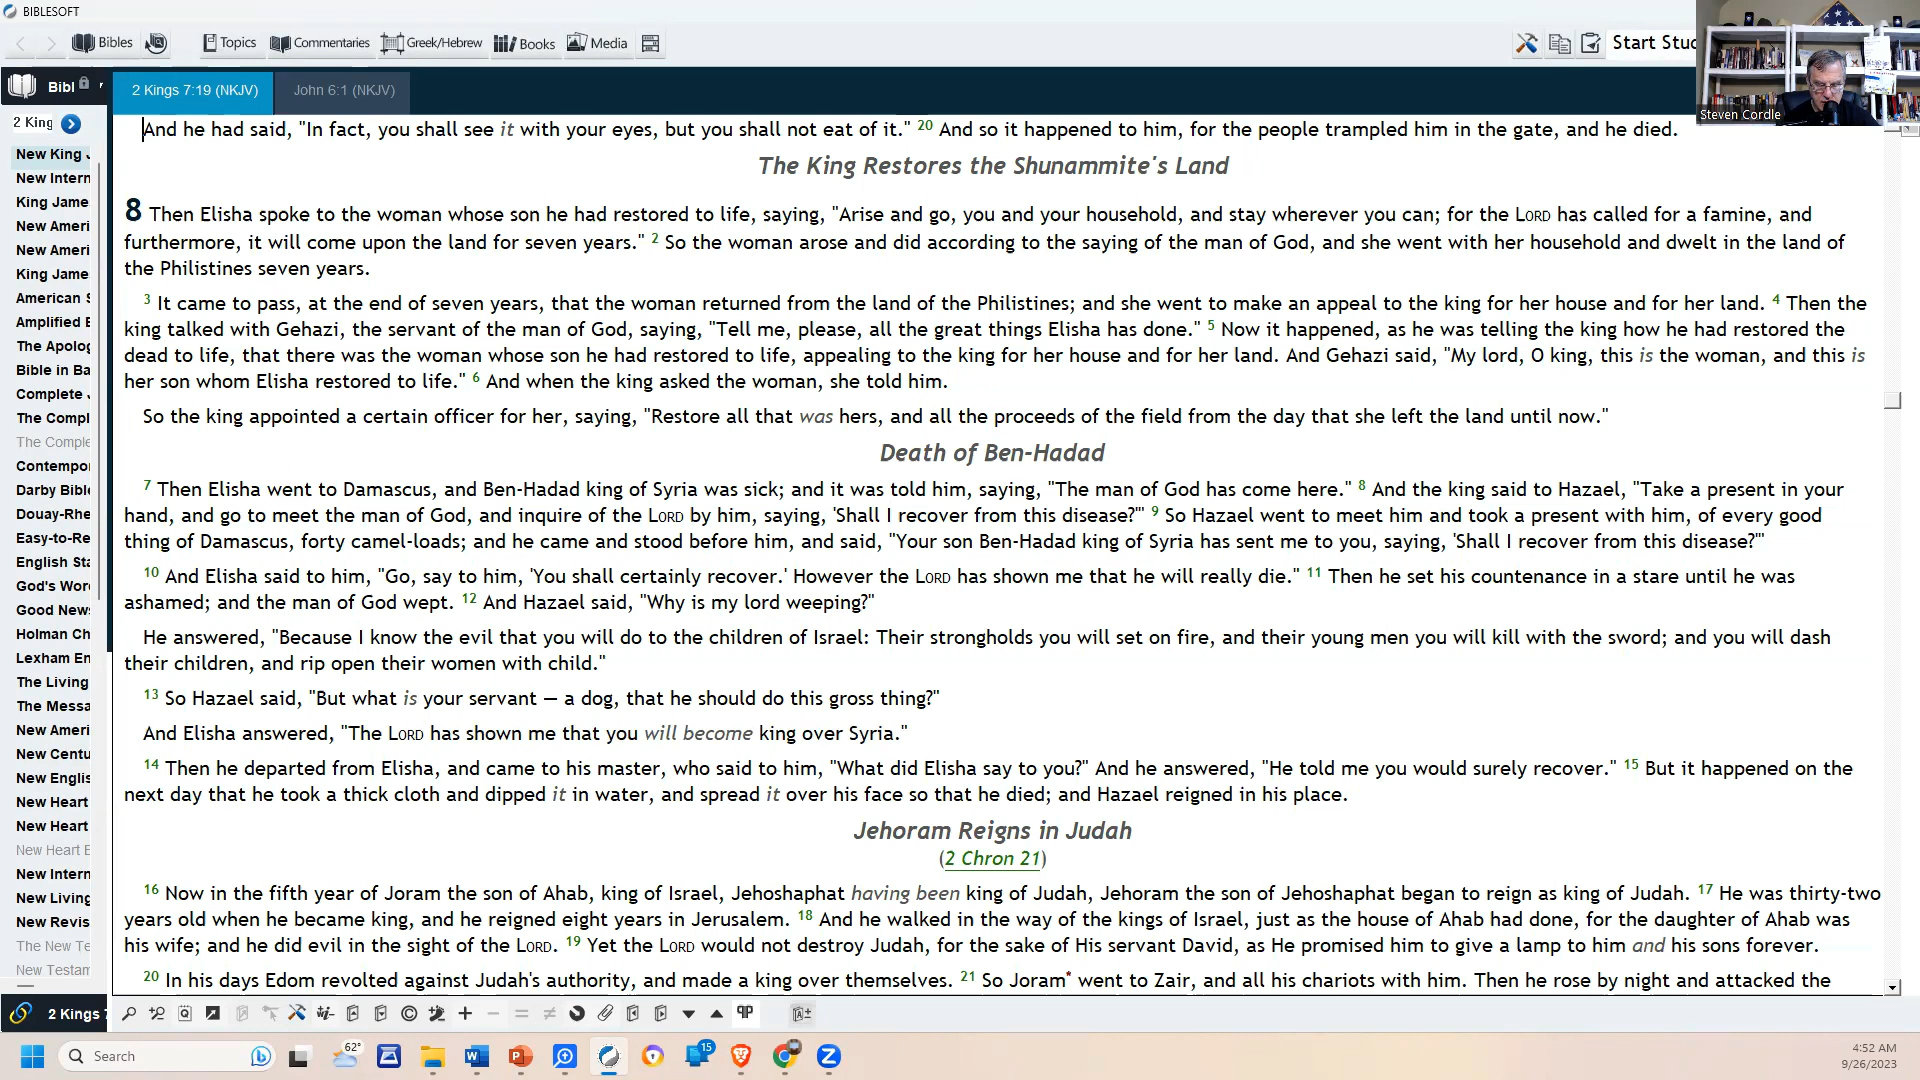 BIBLESOFT
Bibles Topics Commentaries Greek/Hebrew Books Media Start Stu
Steven Cordle
Bibl 2 Kings 7:19 (NKJV) John 6:1 (NKJV)
2 King
New King J
New Intern
King Jame
New Ameri
New Ameri
King Jame
American S
Amplified E
The Apolog
Bible in Ba
Complete
The Compl
The Comple
Contempor
Darby Bible
Douay-Rhe
Easy-to-Re
English Sta
God's Wor
Good News
Holman Ch
Lexham En
The Living
The Messa
New Ameri
New Centu
New Englis
New Heart
New Heart
New Heart E
New Intern
New Living
New Revis
The New Te
New Testam
And he had said, "In fact, you shall see it with your eyes, but you shall not eat of it." 20 And so it happened to him, for the people trampled him in the gate, and he died.
The King Restores the Shunammite's Land
8 Then Elisha spoke to the woman whose son he had restored to life, saying, "Arise and go, you and your household, and stay wherever you can; for the LORD has called for a famine, and
furthermore, it will come upon the land for seven years." 2 So the woman arose and did according to the saying of the man of God, and she went with her household and dwelt in the land of
the Philistines seven years.
3 It came to pass, at the end of seven years, that the woman returned from the land of the Philistines; and she went to make an appeal to the king for her house and for her land. 4 Then the
king talked with Gehazi, the servant of the man of God, saying, "Tell me, please, all the great things Elisha has done." 5 Now it happened, as he was telling the king how he had restored the
dead to life, that there was the woman whose son he had restored to life, appealing to the king for her house and for her land. And Gehazi said, "My lord, O king, this is the woman, and this is
her son whom Elisha restored to life." 6 And when the king asked the woman, she told him.
So the king appointed a certain officer for her, saying, "Restore all that was hers, and all the proceeds of the field from the day that she left the land until now."
Death of Ben-Hadad
7 Then Elisha went to Damascus, and Ben-Hadad king of Syria was sick; and it was told him, saying, "The man of God has come here." 8 And the king said to Hazael, "Take a present in your
hand, and go to meet the man of God, and inquire of the LORD by him, saying, 'Shall I recover from this disease?'" 9 So Hazael went to meet him and took a present with him, of every good
thing of Damascus, forty camel-loads; and he came and stood before him, and said, "Your son Ben-Hadad king of Syria has sent me to you, saying, 'Shall I recover from this disease?'"
10 And Elisha said to him, "Go, say to him, 'You shall certainly recover.' However the LORD has shown me that he will really die." 11 Then he set his countenance in a stare until he was
ashamed; and the man of God wept. 12 And Hazael said, "Why is my lord weeping?"
He answered, "Because I know the evil that you will do to the children of Israel: Their strongholds you will set on fire, and their young men you will kill with the sword; and you will dash
their children, and rip open their women with child."
13 So Hazael said, "But what is your servant — a dog, that he should do this gross thing?"
And Elisha answered, "The LORD has shown me that you will become king over Syria."
14 Then he departed from Elisha, and came to his master, who said to him, "What did Elisha say to you?" And he answered, "He told me you would surely recover." 15 But it happened on the
next day that he took a thick cloth and dipped it in water, and spread it over his face so that he died; and Hazael reigned in his place.
Jehoram Reigns in Judah
(2 Chron 21)
16 Now in the fifth year of Joram the son of Ahab, king of Israel, Jehoshaphat having been king of Judah, Jehoram the son of Jehoshaphat began to reign as king of Judah. 17 He was thirty-two
years old when he became king, and he reigned eight years in Jerusalem. 18 And he walked in the way of the kings of Israel, just as the house of Ahab had done, for the daughter of Ahab was
his wife; and he did evil in the sight of the LORD. 19 Yet the LORD would not destroy Judah, for the sake of His servant David, as He promised him to give a lamp to him and his sons forever.
20 In his days Edom revolted against Judah's authority, and made a king over themselves. 21 So Joram* went to Zair, and all his chariots with him. Then he rose by night and attacked the
2 Kings 7
Search 62° 15
4:52 AM
9/26/2023